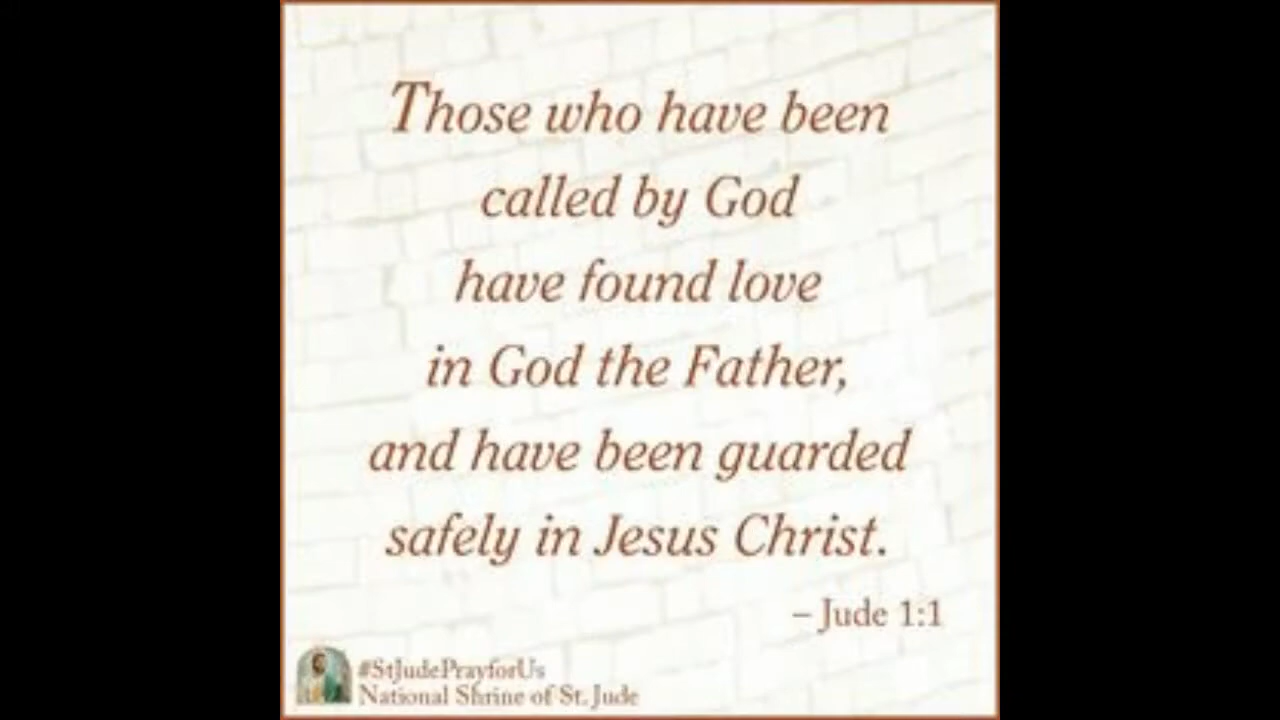 Those who have been
called by God
have found love
in God the Father,
and have been guarded
safely in Jesus Christ.
– Jude 1:1
#StJudePrayforUs
National Shrine of St. Jude